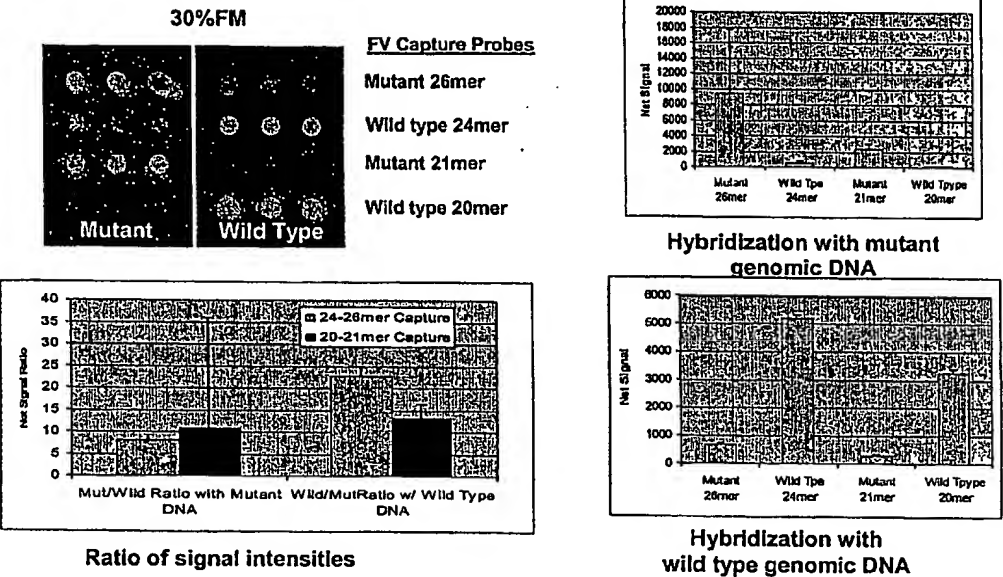 30%FM
FV Capture Probes
Mutant 26mer
Wild type 24mer
Mutant 21mer
Wild type 20mer
Mutant
Wild Type
20000
18000
16000
14000
12000
10000
8000
6000
4000
2000
0
Net Signal
Mutant 26mer
Wild Tpe 24mer
Mutant 21mer
Wild Tpype 20mer
Hybridization with mutant
genomic DNA
40
35
30
25
20
15
10
5
0
Net Signal Ratio
24-26mer Capture
20-21mer Capture
Mut/Wild Ratio with Mutant DNA
Wild/MutRatio w/ Wild Type DNA
Ratio of signal intensities
6000
5000
4000
3000
2000
1000
0
Net Signal
Mutant 26mer
Wild Tpe 24mer
Mutant 21mer
Wild Tpype 20mer
Hybridization with
wild type genomic DNA